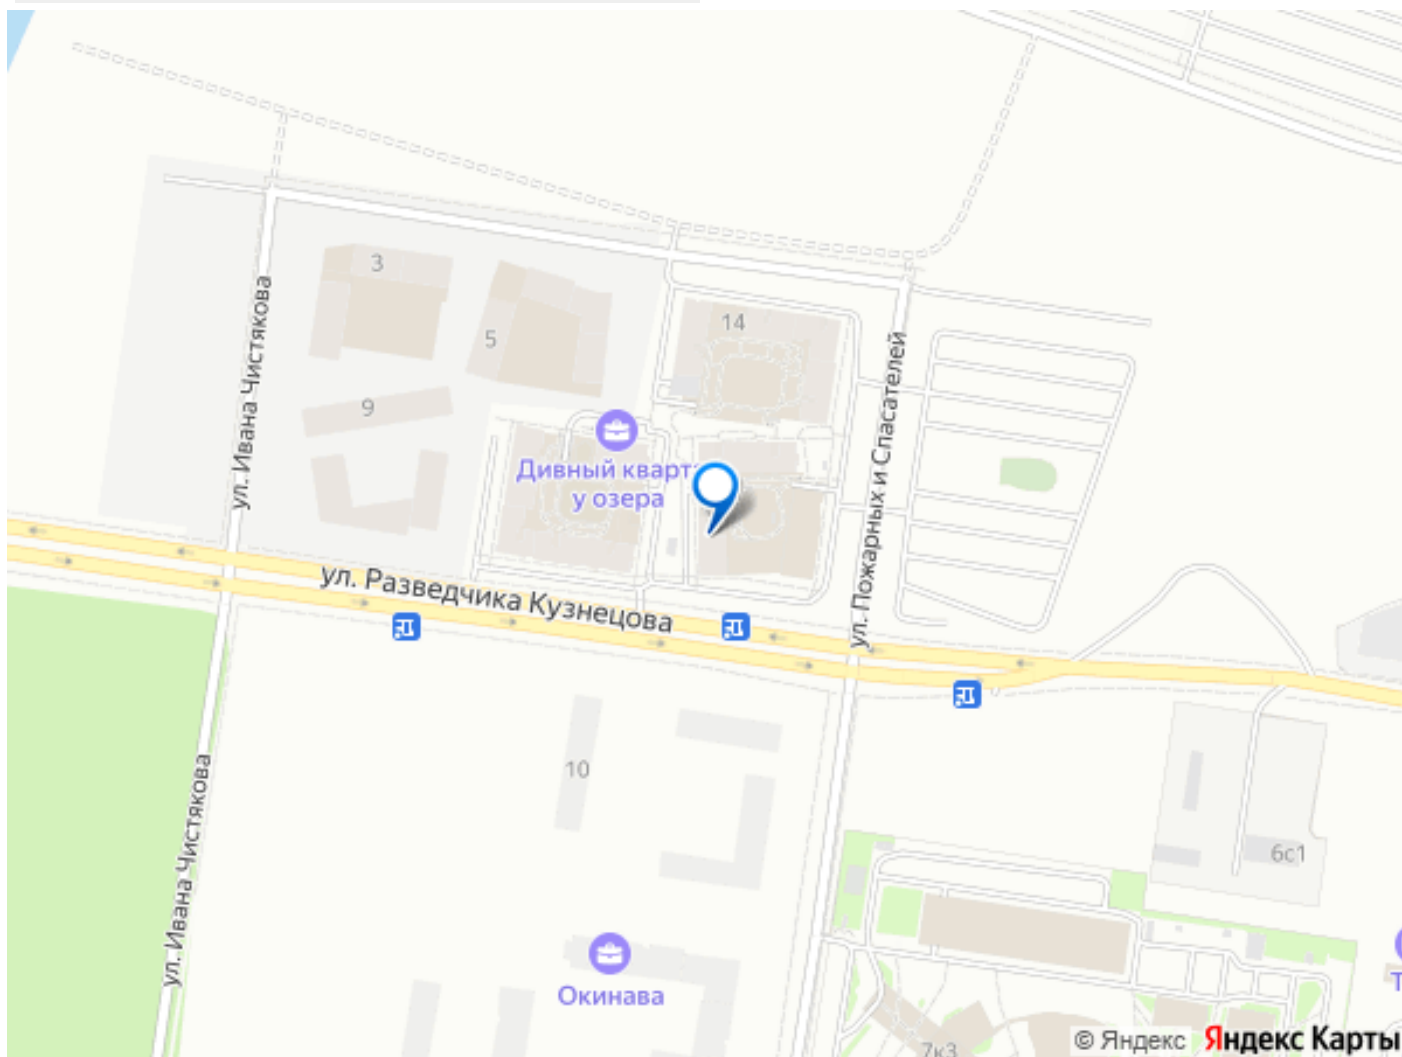 3
14
5
9
ул. Ивана Чистякова
ул. Пожарных и Спасателей
Дивный кварта
у озера
ул. Разведчика Кузнецова
10
ул. Ивана Чистякова
6с1
Окинава
Т
7к3
© Яндекс Яндекс Карты